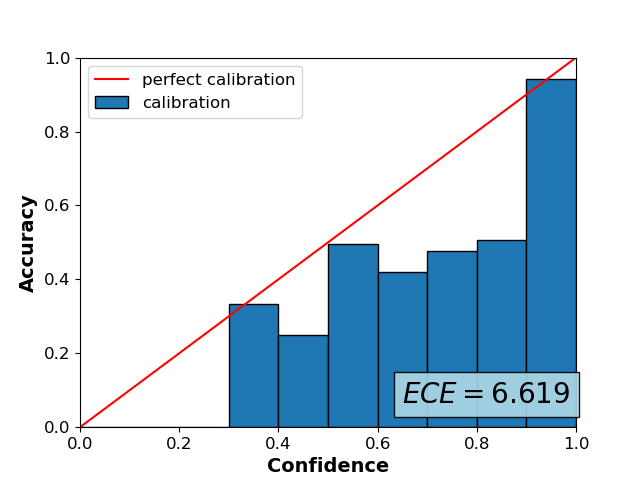 perfect calibration
calibration
Accuracy
1.0
0.8
0.6
0.4
0.2
0.0
ECE = 6.619
0.0 0.2 0.4 0.6 0.8 1.0
Confidence